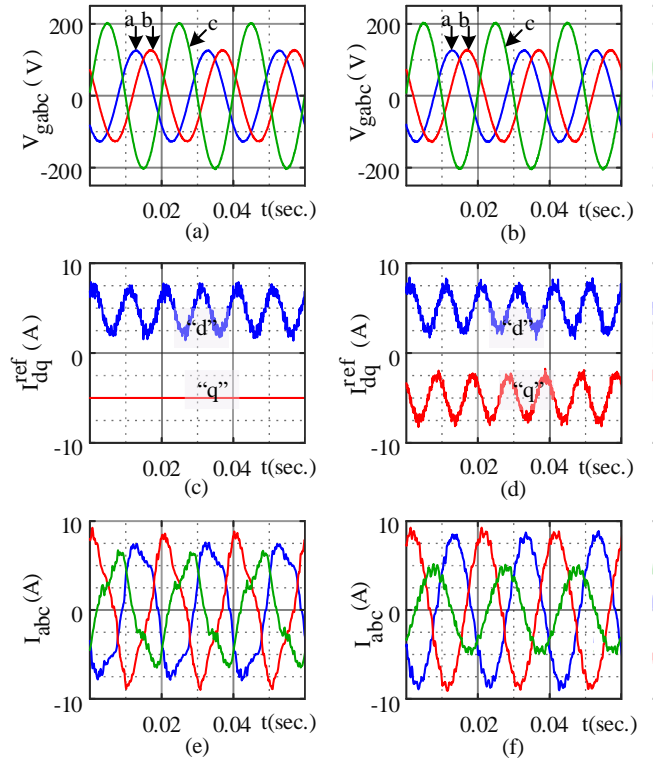 200 a b c 200 a b c
V_gabc (V) V_gabc (V)
0 0
-200 -200
0.02 0.04 t(sec.) 0.02 0.04 t(sec.)
(a) (b)
10 10
I_dq^ref (A) "d" I_dq^ref (A) "d"
0 0
"q" "q"
-10 -10
0.02 0.04 t(sec.) 0.02 0.04 t(sec.)
(c) (d)
10 10
I_abc (A) I_abc (A)
0 0
-10 -10
0.02 0.04 t(sec.) 0.02 0.04 t(sec.)
(e) (f)